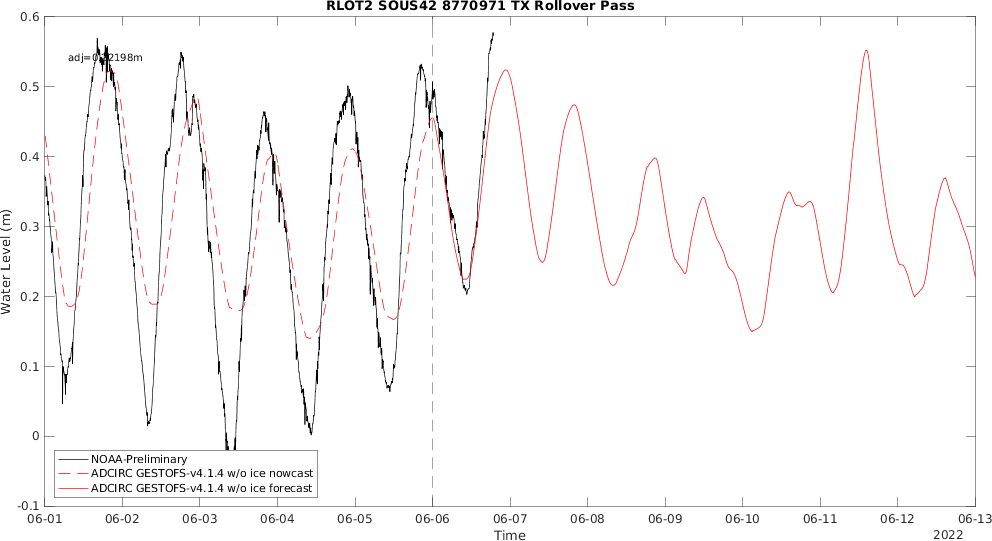 RLOT2 SOUS42 8770971 TX Rollover Pass
0.6
0.5
0.4
0.3
0.2
0.1
0
-0.1
Water Level (m)
NOAA-Preliminary
ADCIRC GESTOFS-v4.1.4 w/o ice nowcast
ADCIRC GESTOFS-v4.1.4 w/o ice forecast
06-01 06-02 06-03 06-04 06-05 06-06 06-07 06-08 06-09 06-10 06-11 06-12 06-13
Time
2022